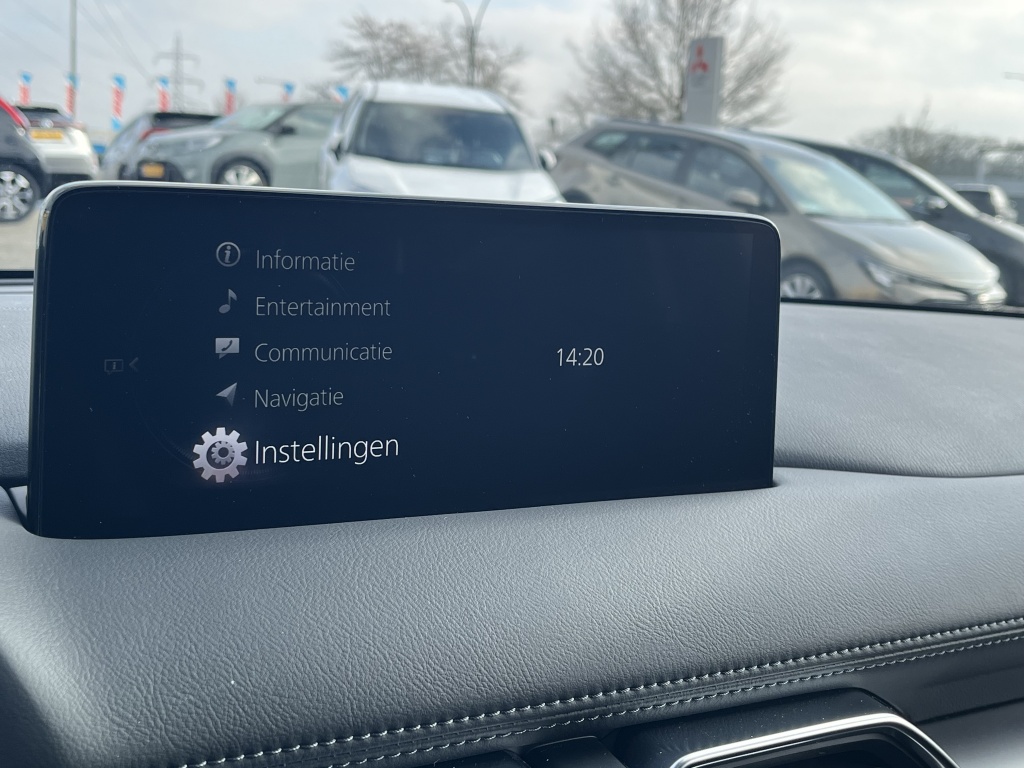 Informatie
Entertainment
Communicatie
Navigatie
Instellingen
14:20